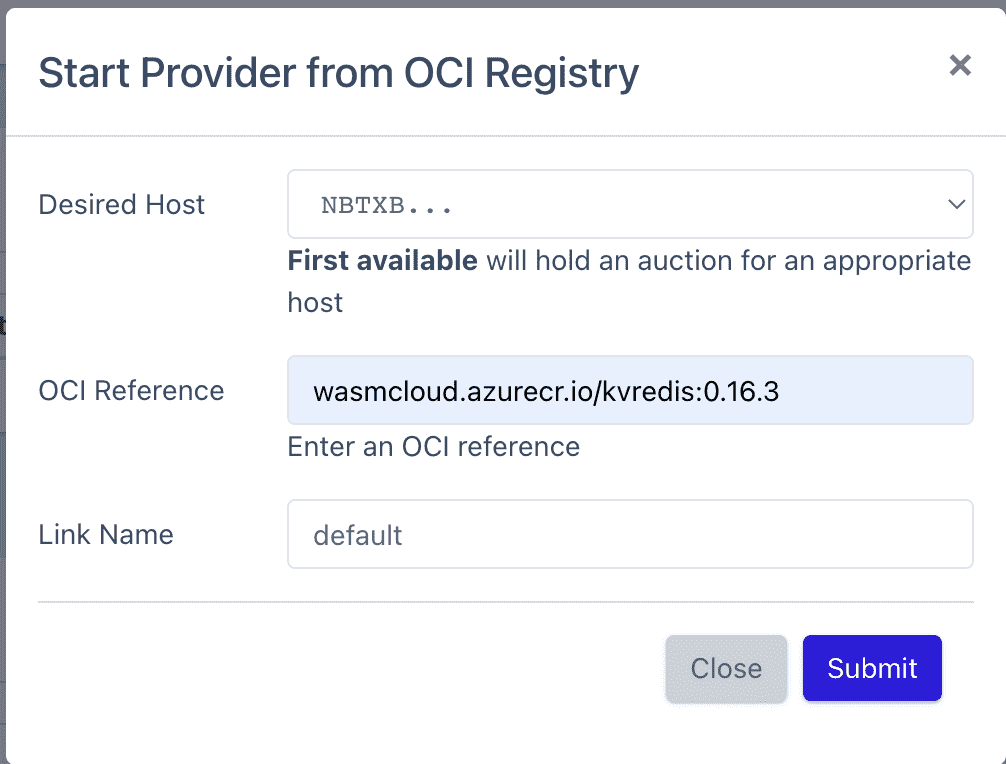 Start Provider from OCI Registry
×
Desired Host
NBTXB...
First available will hold an auction for an appropriate
host
OCI Reference
wasmcloud.azurecr.io/kvredis:0.16.3
Enter an OCI reference
Link Name
default
Close
Submit